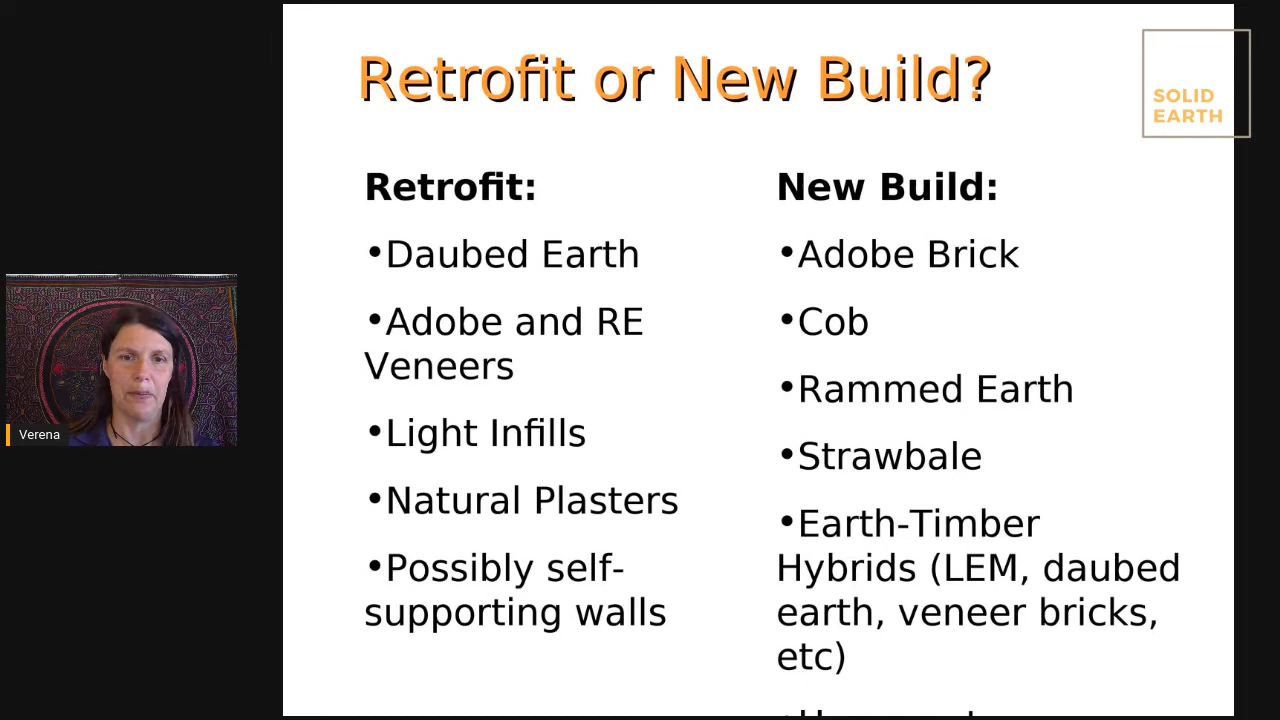 Retrofit or New Build?
SOLID
EARTH
Retrofit:
•Daubed Earth
•Adobe and RE
Veneers
•Light Infills
•Natural Plasters
•Possibly self-
supporting walls
New Build:
•Adobe Brick
•Cob
•Rammed Earth
•Strawbale
•Earth-Timber
Hybrids (LEM, daubed
earth, veneer bricks,
etc)
Verena